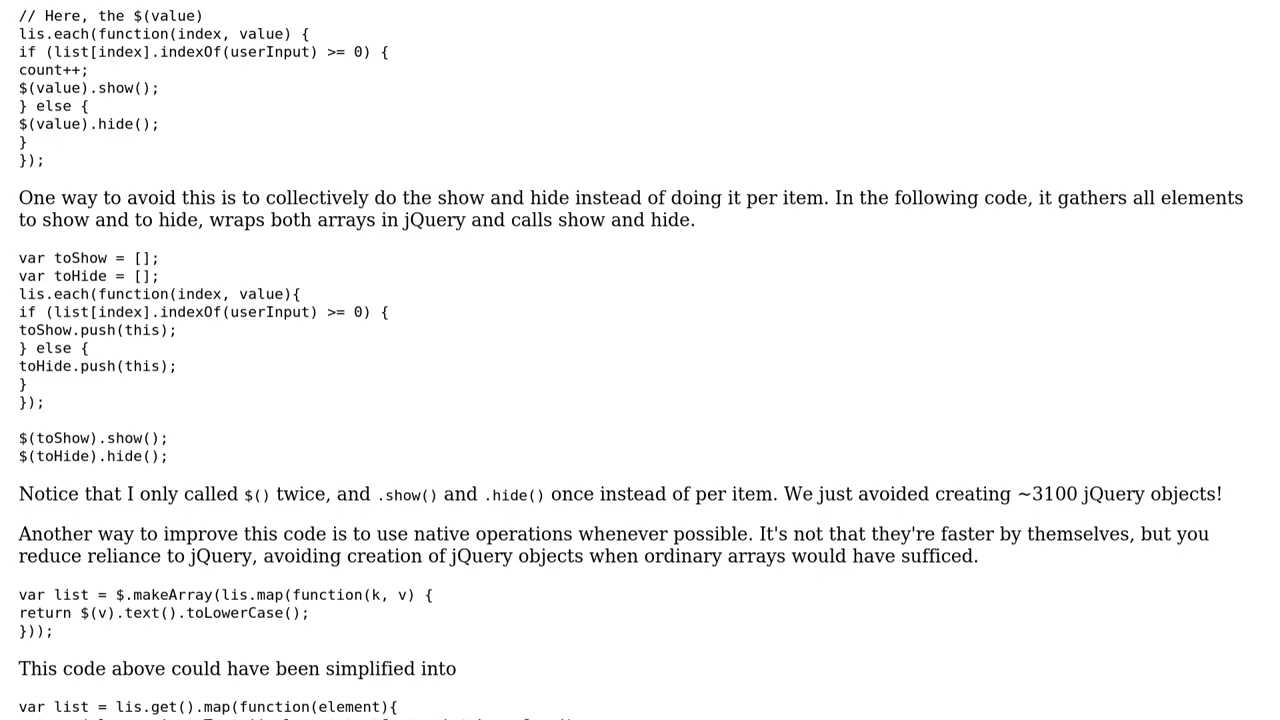 // Here, the $(value)
lis.each(function(index, value) {
if (list[index].indexOf(userInput) >= 0) {
count++;
$(value).show();
} else {
$(value).hide();
}
});
One way to avoid this is to collectively do the show and hide instead of doing it per item. In the following code, it gathers all elements
to show and to hide, wraps both arrays in jQuery and calls show and hide.
var toShow = [];
var toHide = [];
lis.each(function(index, value){
if (list[index].indexOf(userInput) >= 0) {
toShow.push(this);
} else {
toHide.push(this);
}
});
$(toShow).show();
$(toHide).hide();
Notice that I only called $() twice, and .show() and .hide() once instead of per item. We just avoided creating ~3100 jQuery objects!
Another way to improve this code is to use native operations whenever possible. It's not that they're faster by themselves, but you
reduce reliance to jQuery, avoiding creation of jQuery objects when ordinary arrays would have sufficed.
var list = $.makeArray(lis.map(function(k, v) {
return $(v).text().toLowerCase();
}));
This code above could have been simplified into
var list = lis.get().map(function(element){